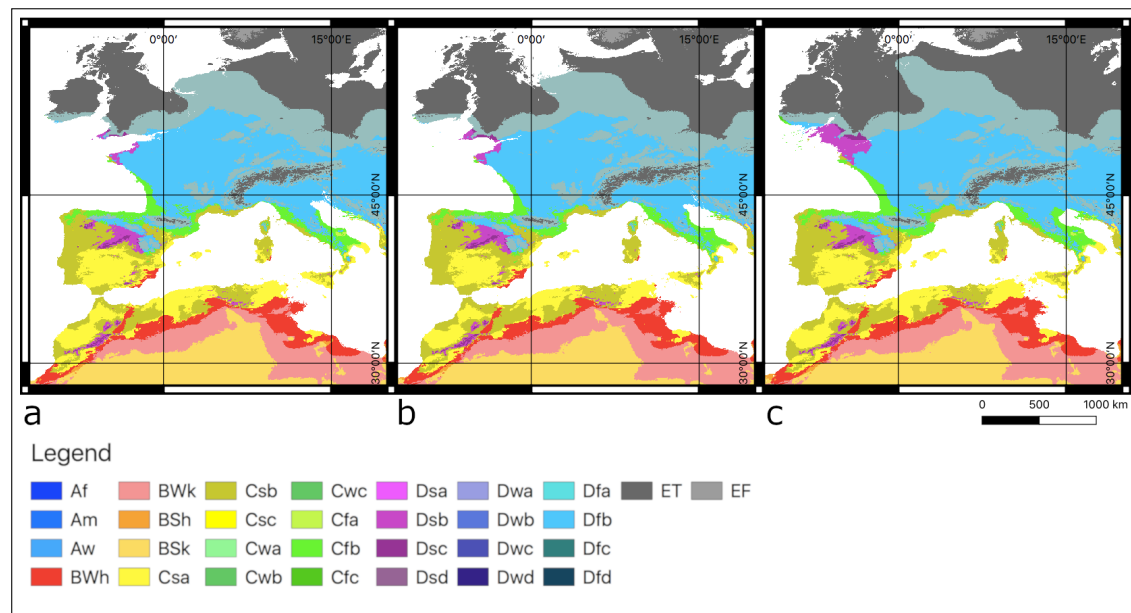 0°00′ 15°00′E 0°00′ 15°00′E 0°00′ 15°00′E
45°00′N 45°00′N 45°00′N
30°00′N 30°00′N 30°00′N
a b c
0 500 1000 km
Legend
Af BWk Csb Cwc Dsa Dwa Dfa ET EF
Am BSh Csc Cfa Dsb Dwb Dfb
Aw BSk Cwa Cfb Dsc Dwc Dfc
BWh Csa Cwb Cfc Dsd Dwd Dfd